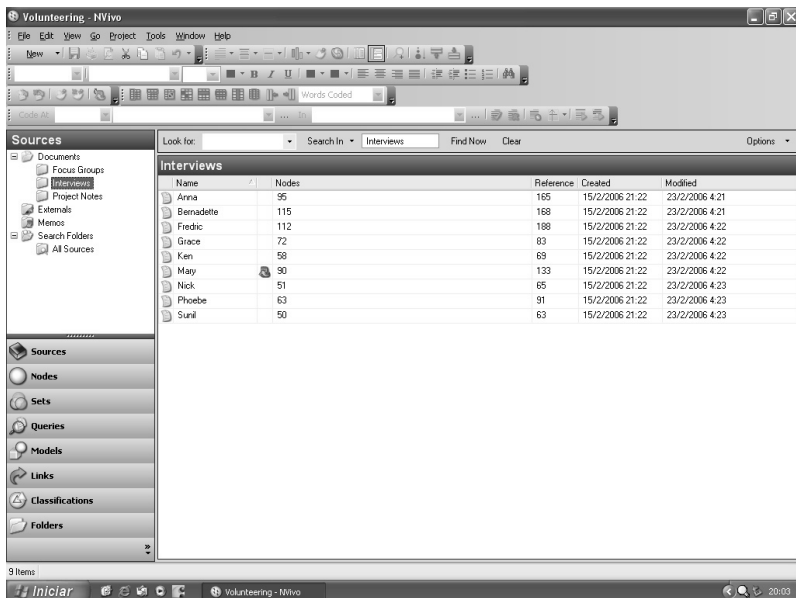 Volunteering - NVivo
File Edit View Go Project Tools Window Help
New
Words Coded
Code At ... In ...
Sources
Look for: Search In Interviews Find Now Clear Options
Documents
Focus Groups
Interviews
Project Notes
Externals
Memos
Search Folders
All Sources
Interviews
Name Nodes Reference Created Modified
Anna 95 165 15/2/2006 21:22 23/2/2006 4:21
Bernadette 115 168 15/2/2006 21:22 23/2/2006 4:21
Fredric 112 188 15/2/2006 21:22 23/2/2006 4:22
Grace 72 83 15/2/2006 21:22 23/2/2006 4:22
Ken 58 69 15/2/2006 21:22 23/2/2006 4:22
Mary 90 133 15/2/2006 21:22 23/2/2006 4:22
Nick 51 65 15/2/2006 21:22 23/2/2006 4:23
Phoebe 63 91 15/2/2006 21:22 23/2/2006 4:23
Sunil 50 63 15/2/2006 21:22 23/2/2006 4:23
Sources
Nodes
Sets
Queries
Models
Links
Classifications
Folders
9 Items
Iniciar Volunteering - NVivo 20:03